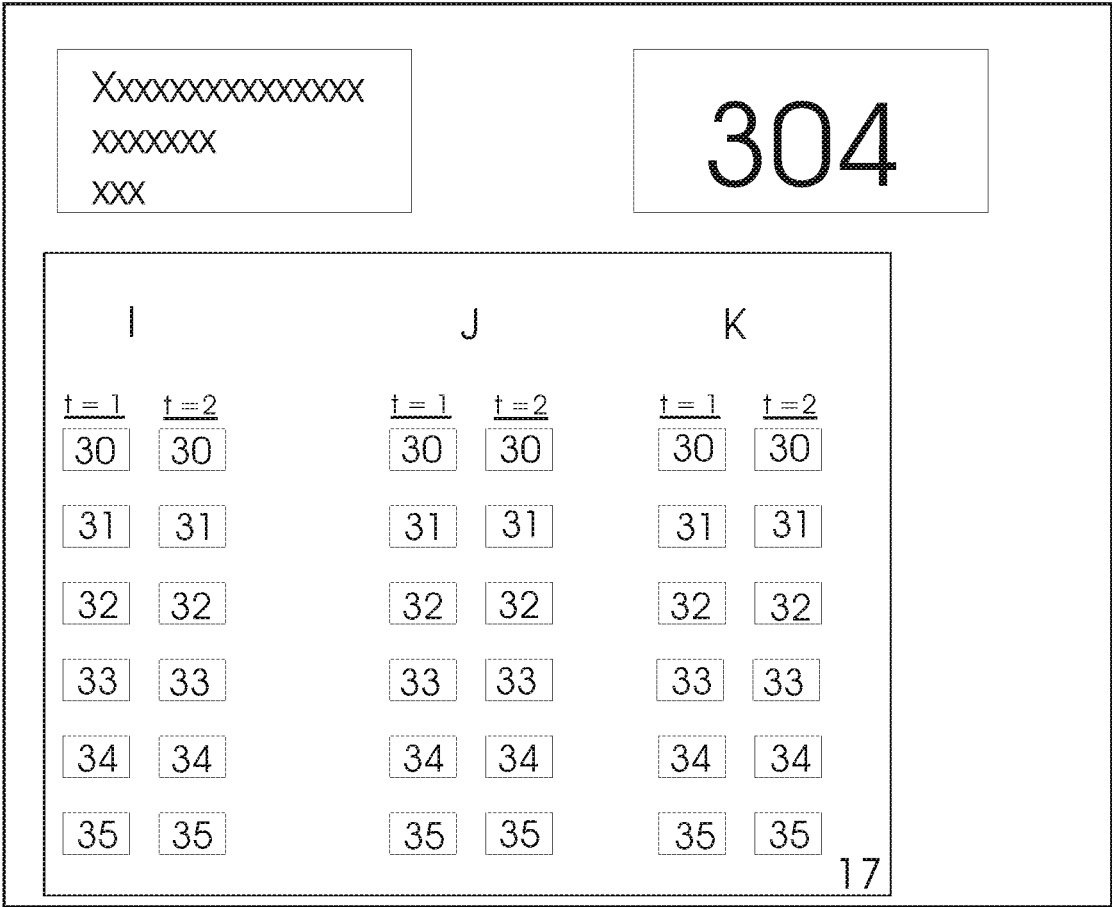 Xxxxxxxxxxxxxxx
xxxxxxx
xxx
304
I J K
t = 1 t =2 t = 1 t =2 t = 1 t =2
30 30 30 30 30 30
31 31 31 31 31 31
32 32 32 32 32 32
33 33 33 33 33 33
34 34 34 34 34 34
35 35 35 35 35 35
17